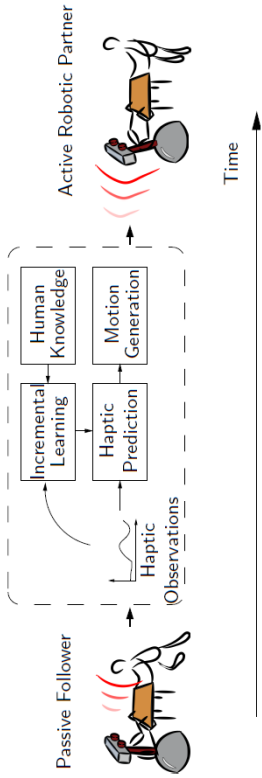 Passive Follower
Haptic
Observations
Incremental
Learning
Human
Knowledge
Haptic
Prediction
Motion
Generation
Active Robotic Partner
Time